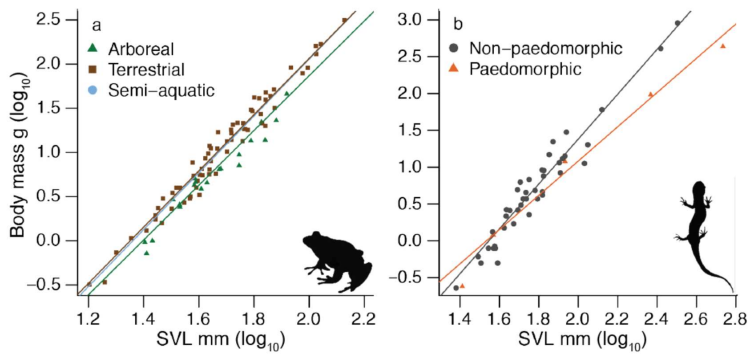 a
Arboreal
Terrestrial
Semi-aquatic
Body mass g (log10)
2.5
2.0
1.5
1.0
0.5
0.0
−0.5
1.2 1.4 1.6 1.8 2.0 2.2
SVL mm (log10)
b
Non-paedomorphic
Paedomorphic
3.0
2.5
2.0
1.5
1.0
0.5
0.0
−0.5
1.4 1.6 1.8 2.0 2.2 2.4 2.6 2.8
SVL mm (log10)